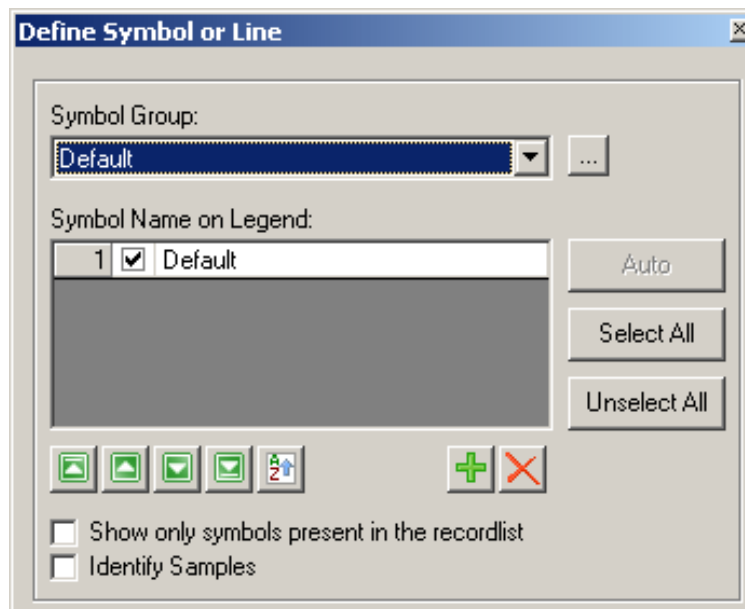 Define Symbol or Line
Symbol Group:
Default
...
Symbol Name on Legend:
1 Default
Auto
Select All
Unselect All
A
Z
Show only symbols present in the recordlist
Identify Samples